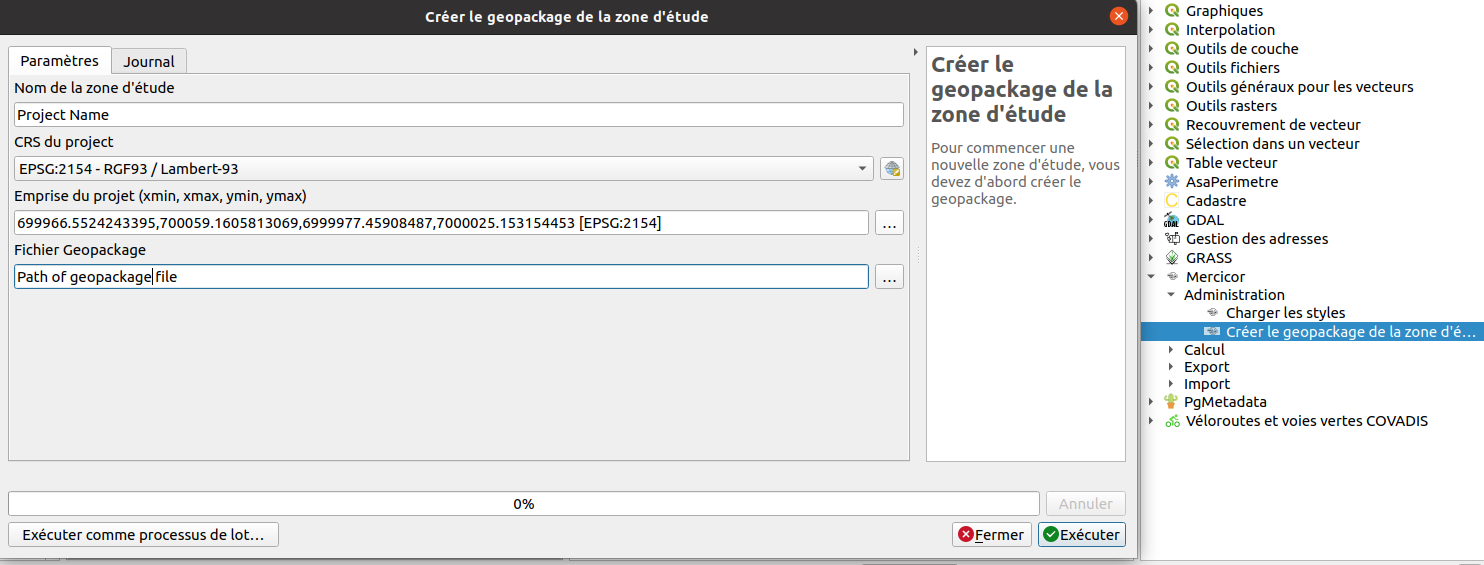 Créer le geopackage de la zone d'étude
Paramètres
Journal
Nom de la zone d'étude
Project Name
CRS du project
EPSG:2154 - RGF93 / Lambert-93
Emprise du projet (xmin, xmax, ymin, ymax)
699966.5524243395,700059.1605813069,6999977.45908487,7000025.153154453 [EPSG:2154]
...
Fichier Geopackage
Path of geopackage file
...
Créer le
geopackage de la
zone d'étude
Pour commencer une
nouvelle zone d'étude, vous
devez d'abord créer le
geopackage.
0%
Annuler
Exécuter comme processus de lot...
Fermer
Exécuter
Graphiques
Interpolation
Outils de couche
Outils fichiers
Outils généraux pour les vecteurs
Outils rasters
Recouvrement de vecteur
Sélection dans un vecteur
Table vecteur
AsaPerimetre
Cadastre
GDAL
Gestion des adresses
GRASS
Mercicor
Administration
Charger les styles
Créer le geopackage de la zone d'é...
Calcul
Export
Import
PgMetadata
Véloroutes et voies vertes COVADIS